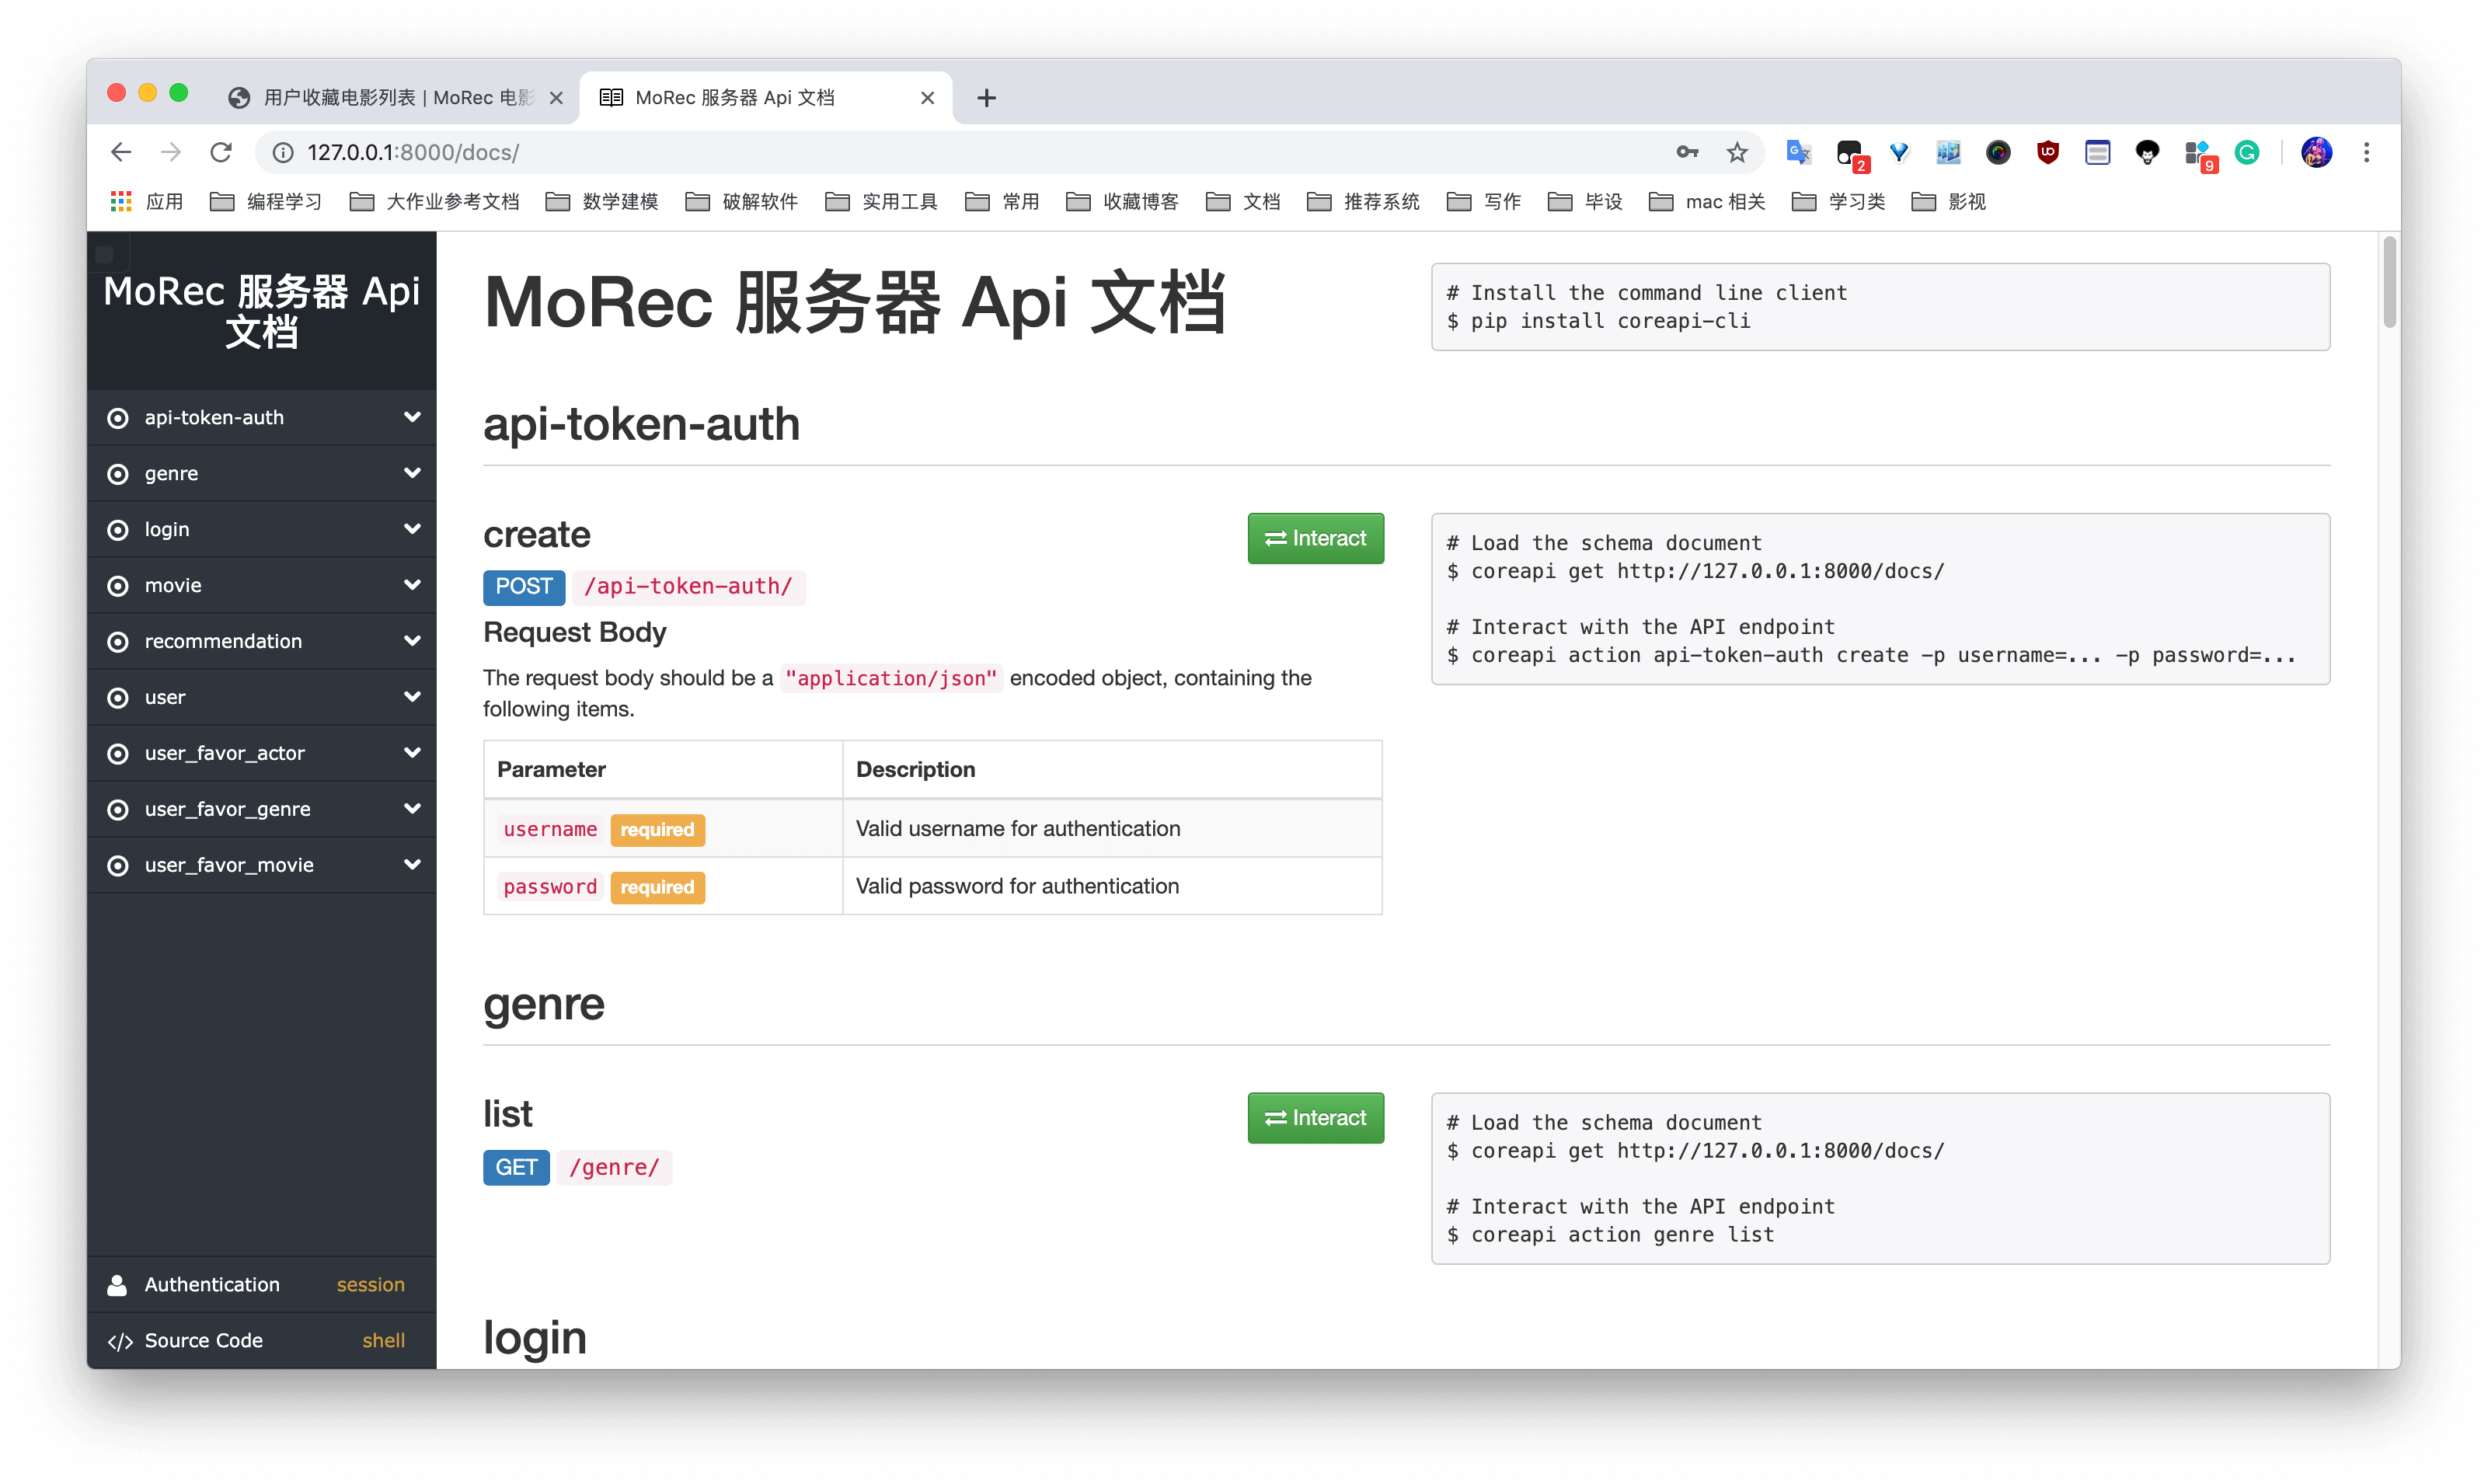 用户收藏电影列表 | MoRec 电影
MoRec 服务器 Api 文档
127.0.0.1:8000/docs/
2
9
应用 编程学习 大作业参考文档 数学建模 破解软件 实用工具 常用 收藏博客 文档 推荐系统 写作 毕设 mac 相关 学习类 影视
MoRec 服务器 Api
文档
api-token-auth
genre
login
movie
recommendation
user
user_favor_actor
user_favor_genre
user_favor_movie
Authentication session
Source Code shell
MoRec 服务器 Api 文档
# Install the command line client
$ pip install coreapi-cli
api-token-auth
create
Interact
POST /api-token-auth/
Request Body
The request body should be a "application/json" encoded object, containing the
following items.
Parameter Description
username required Valid username for authentication
password required Valid password for authentication
# Load the schema document
$ coreapi get http://127.0.0.1:8000/docs/
# Interact with the API endpoint
$ coreapi action api-token-auth create -p username=... -p password=...
genre
list
Interact
GET /genre/
# Load the schema document
$ coreapi get http://127.0.0.1:8000/docs/
# Interact with the API endpoint
$ coreapi action genre list
login